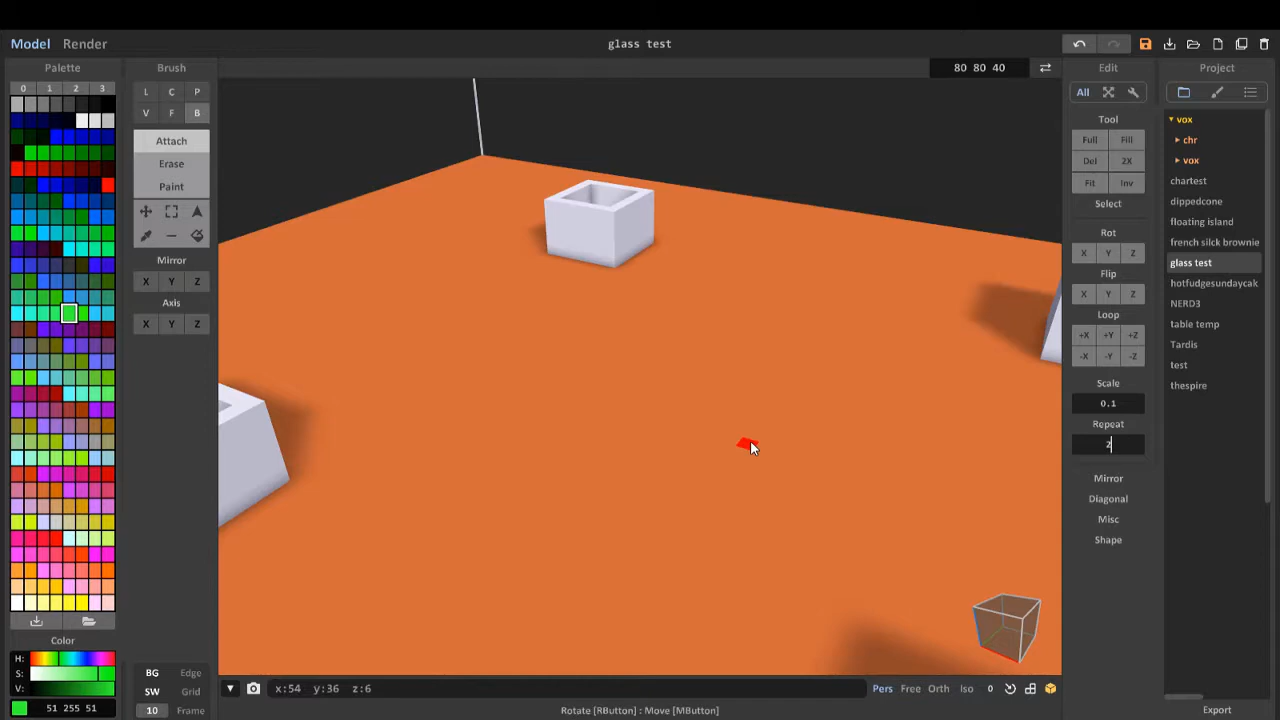 Model Render
glass test
Palette
0 1 2 3
Brush
L C P
V F B
Attach
Erase
Paint
Mirror
X Y Z
Axis
X Y Z
80 80 40
Edit
All
Tool
Full Fill
Del 2X
Fit Inv
Select
Rot
X Y Z
Flip
X Y Z
Loop
+X +Y +Z
-X -Y -Z
Scale
0.1
Repeat
2
Mirror
Diagonal
Misc
Shape
Project
vox
chr
vox
chartest
dippedcone
floating island
french silck brownie
glass test
hotfudgesundaycak
NERD3
table temp
Tardis
test
thespire
Export
Color
H:
S:
V:
51 255 51
BG Edge
SW Grid
10 Frame
x:54 y:36 z:6
Pers Free Orth Iso 0
Rotate [RButton] : Move [MButton]